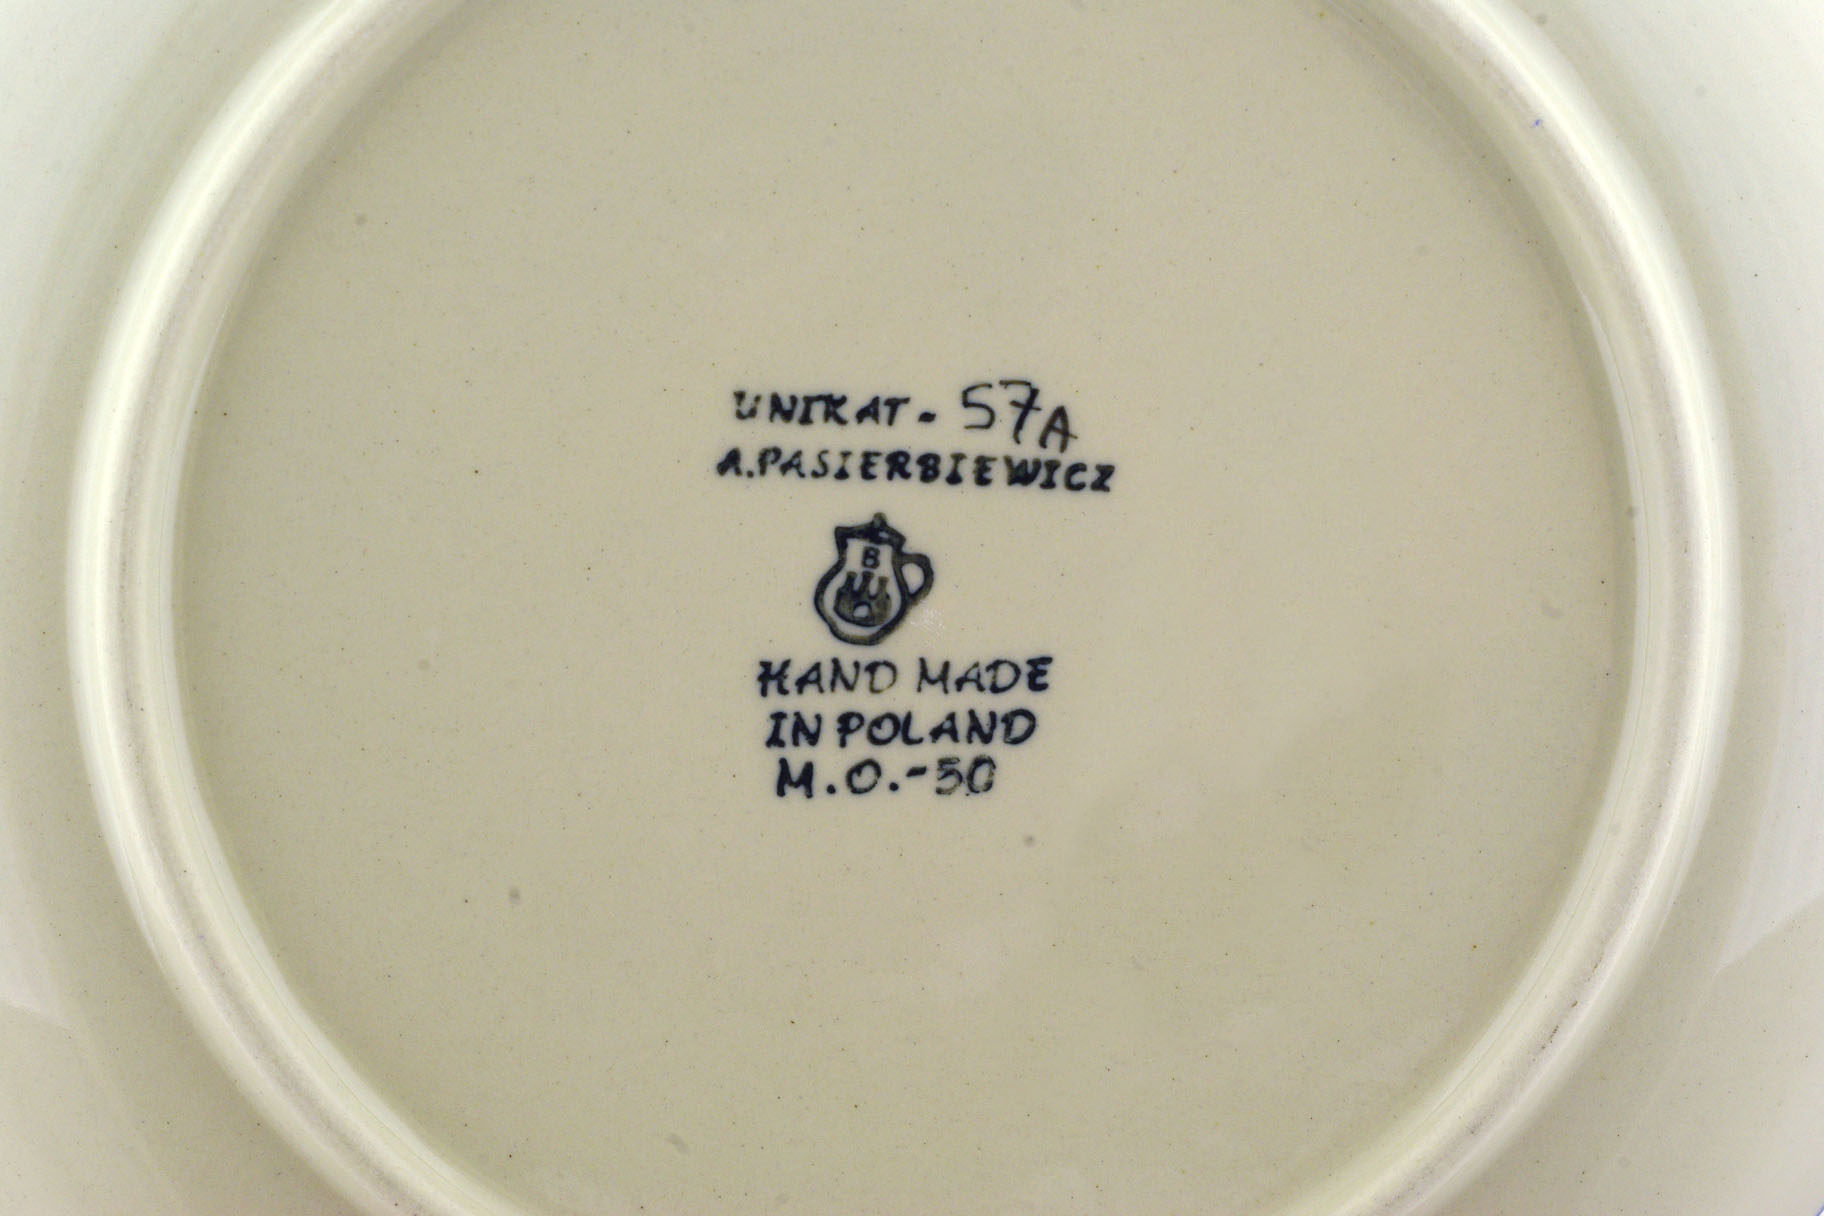 UNIKAT - 57A
A.PASIERBIEWICZ
B
HAND MADE
IN POLAND
M.O.-50